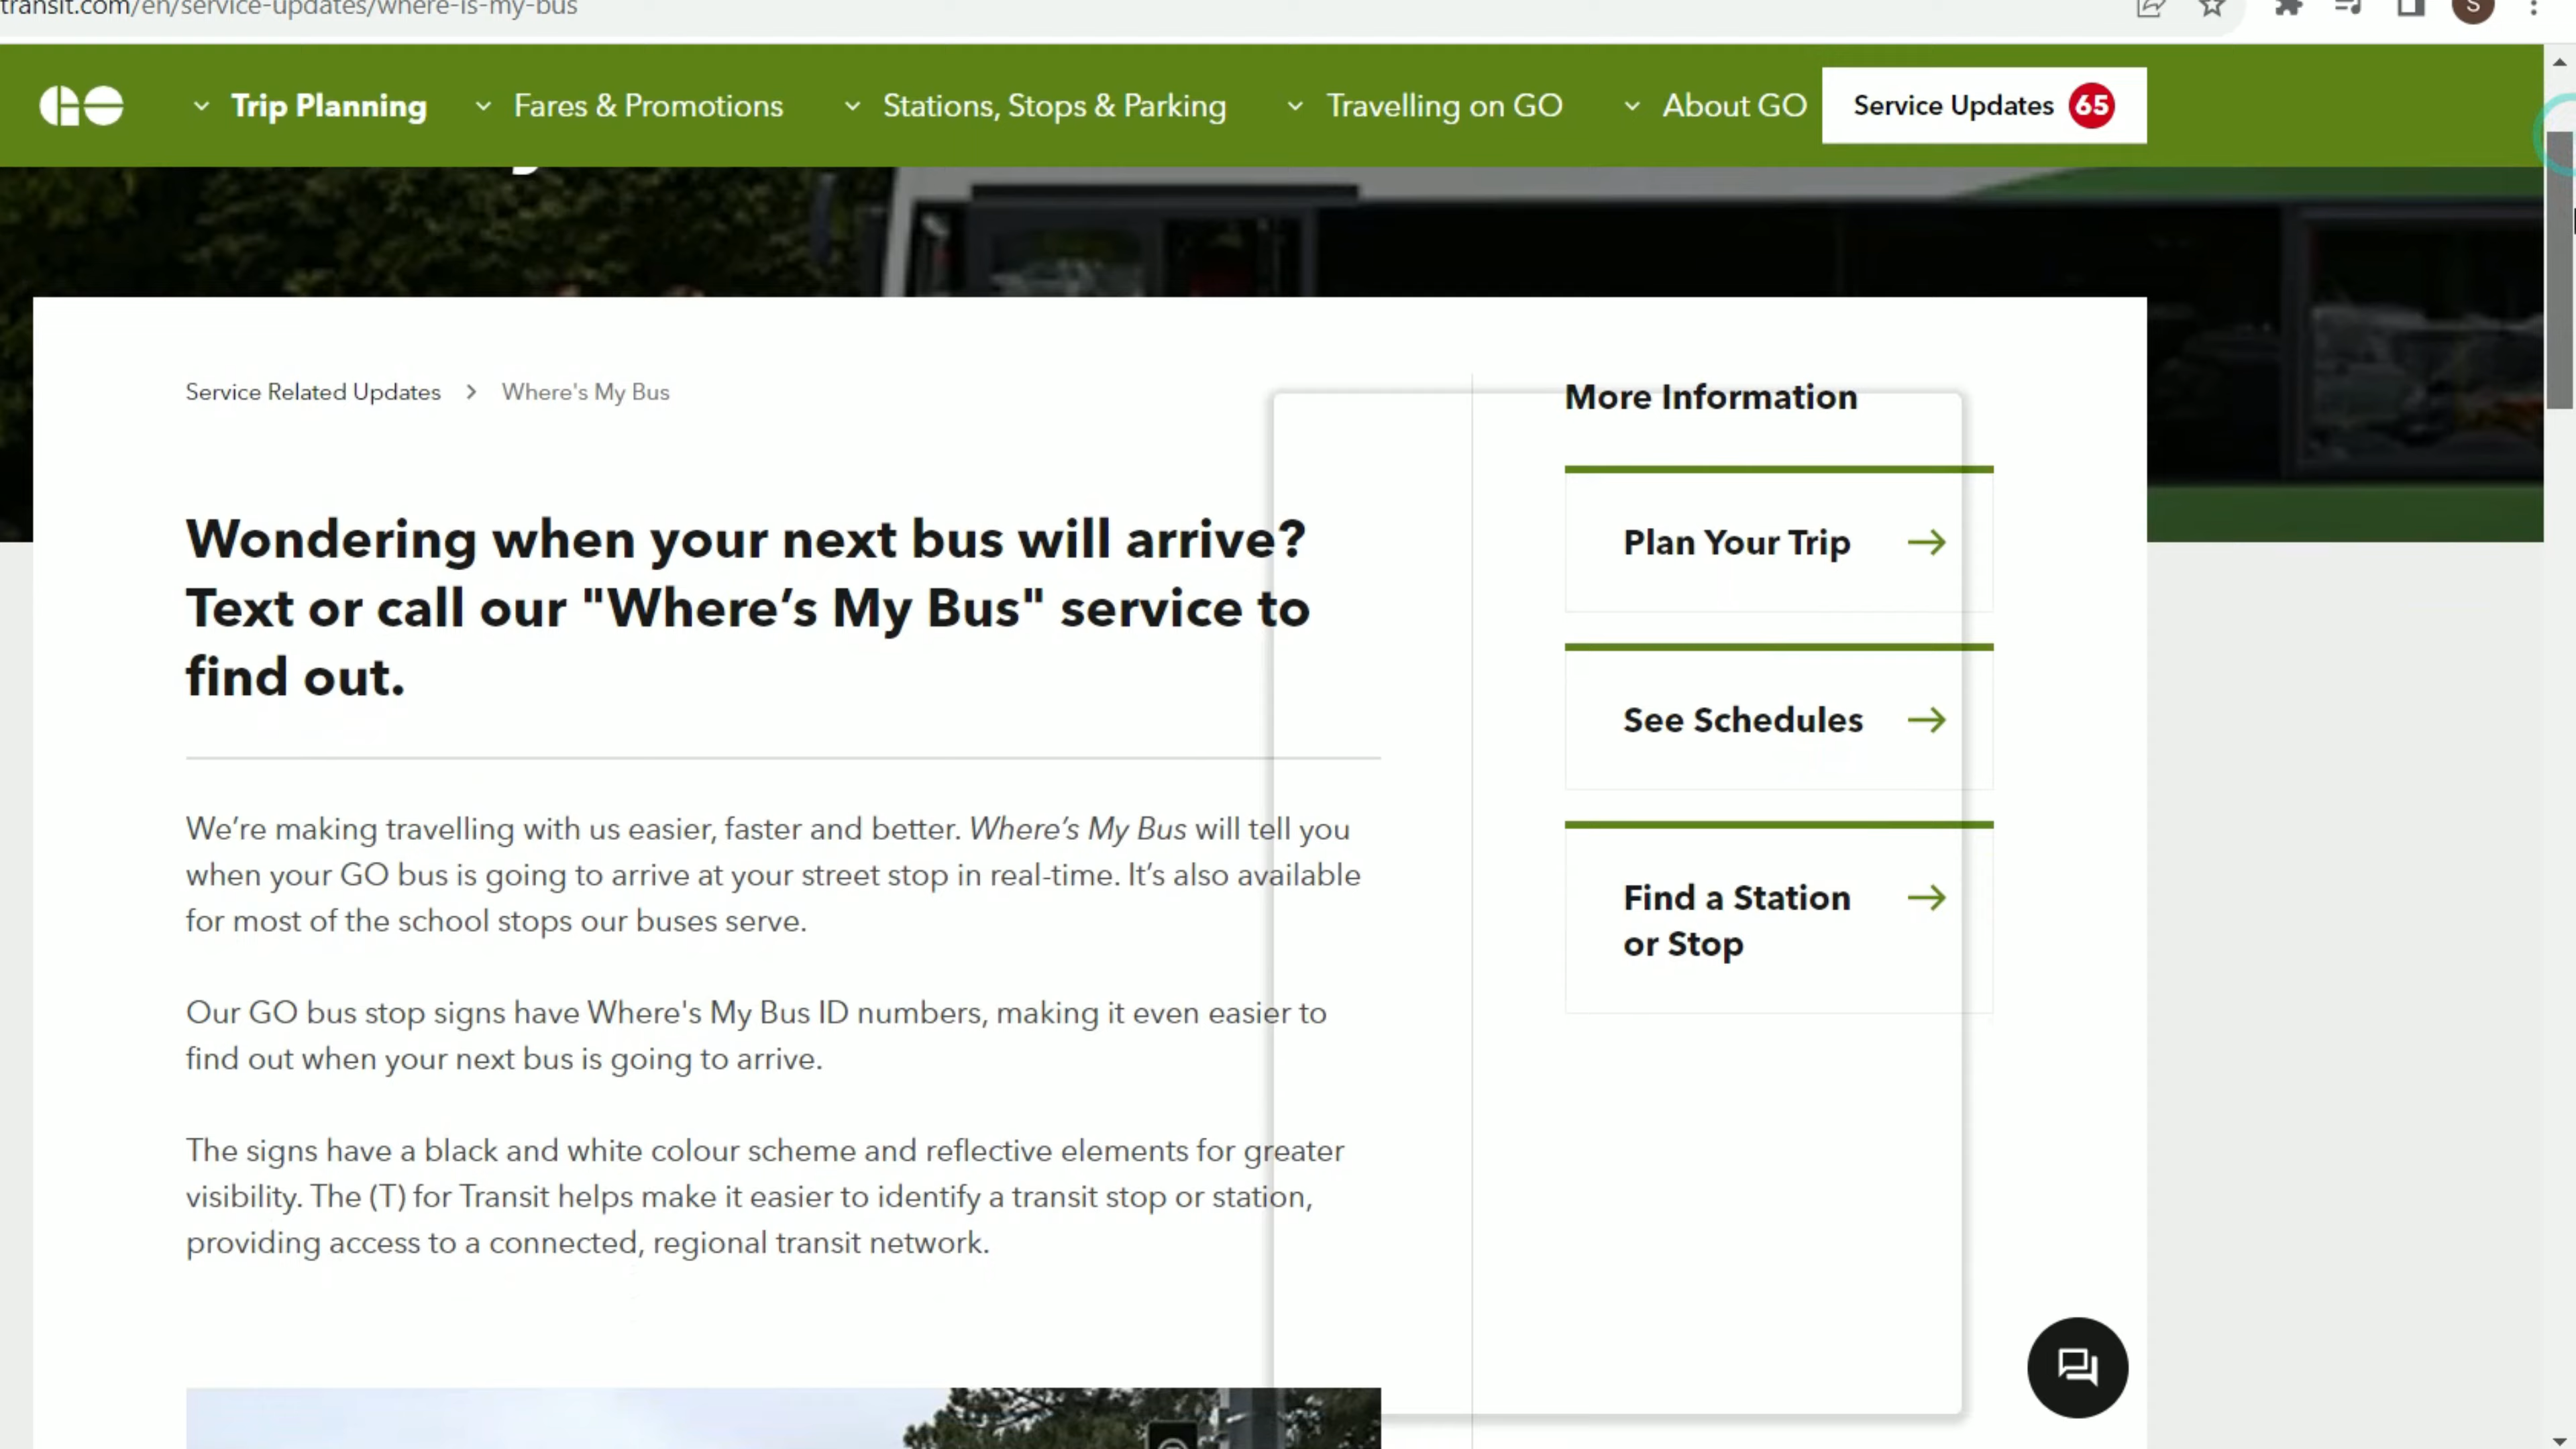 transit.com/en/service-updates/where-is-my-bus
S
GO
Trip Planning
Fares & Promotions
Stations, Stops & Parking
Travelling on GO
About GO
Service Updates 65
Service Related Updates > Where's My Bus
Wondering when your next bus will arrive?
Text or call our "Where’s My Bus" service to
find out.
We’re making travelling with us easier, faster and better. Where’s My Bus will tell you
when your GO bus is going to arrive at your street stop in real-time. It’s also available
for most of the school stops our buses serve.
Our GO bus stop signs have Where's My Bus ID numbers, making it even easier to
find out when your next bus is going to arrive.
The signs have a black and white colour scheme and reflective elements for greater
visibility. The (T) for Transit helps make it easier to identify a transit stop or station,
providing access to a connected, regional transit network.
More Information
Plan Your Trip
See Schedules
Find a Station
or Stop